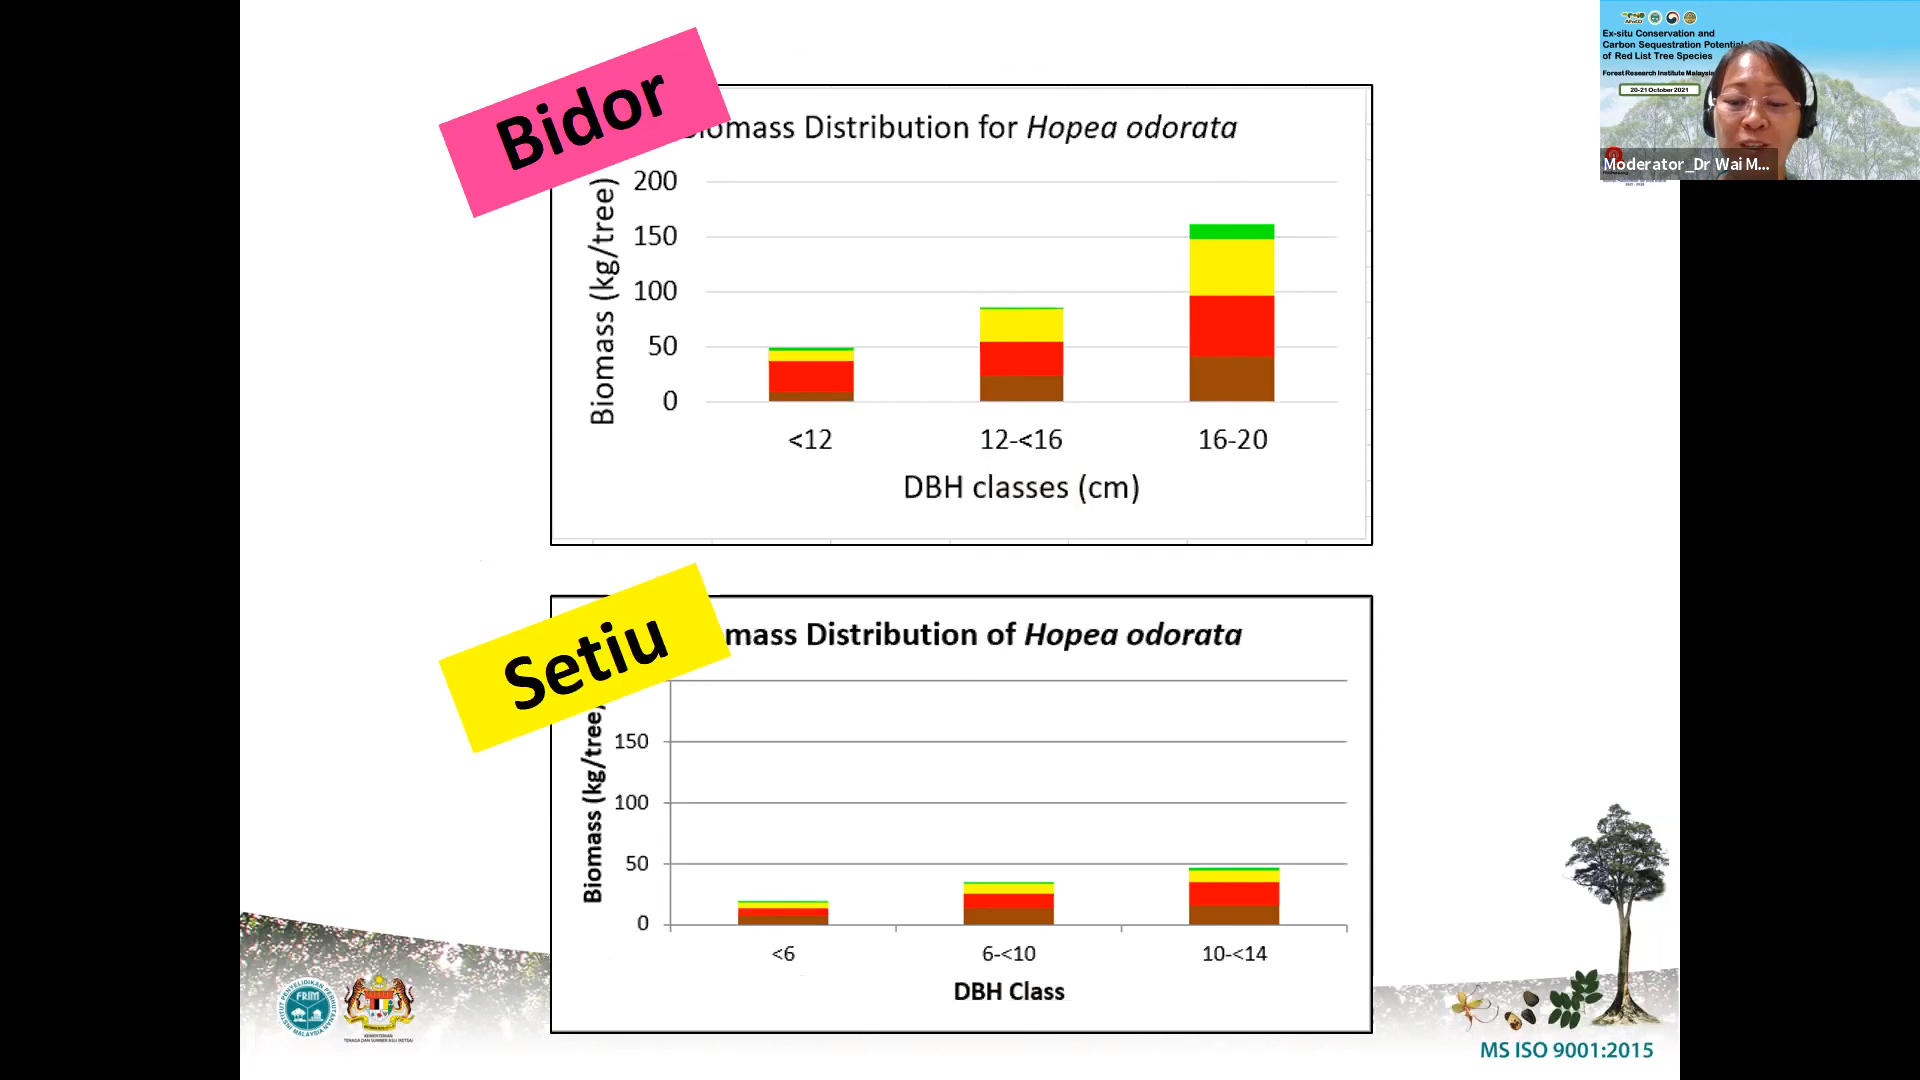 Bidor
Biomass Distribution for Hopea odorata
Biomass (kg/tree)
200
150
100
50
0
<12
12-<16
16-20
DBH classes (cm)
Setiu
mass Distribution of Hopea odorata
Biomass (kg/tree)
150
100
50
0
<6
6-<10
10-<14
DBH Class
FRIM
MS ISO 9001:2015
Ex-situ Conservation and
Carbon Sequestration Potential
of Red List Tree Species
Forest Research Institute Malaysia
20-21 October 2021
Moderator_Dr Wai M...